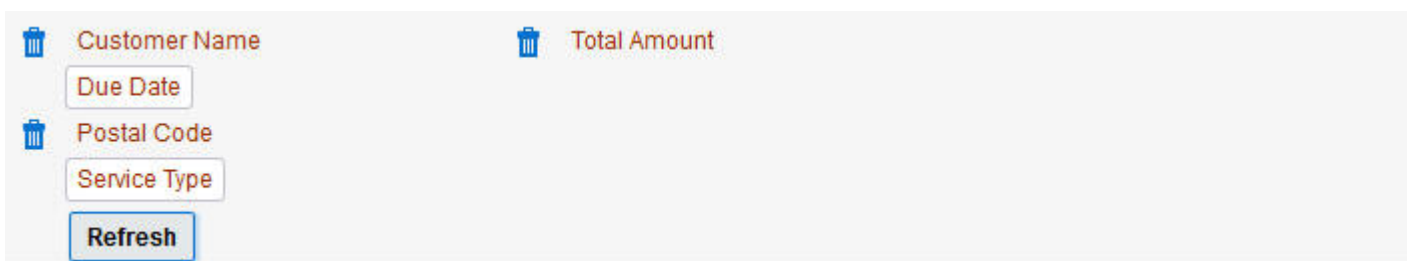 Customer Name
Total Amount
Due Date
Postal Code
Service Type
Refresh